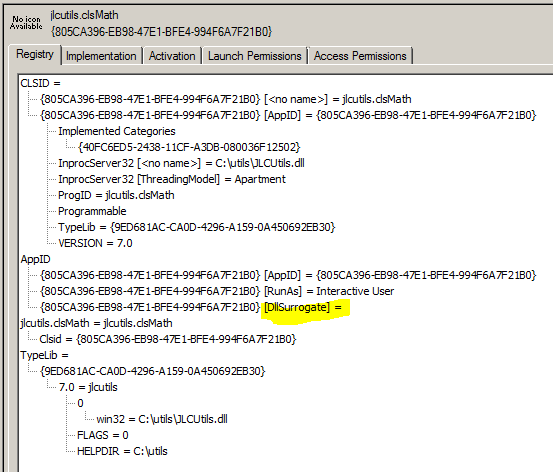 No icon
Available
jlcutils.clsMath
{805CA396-EB98-47E1-BFE4-994F6A7F21B0}
Registry Implementation Activation Launch Permissions Access Permissions
CLSID =
{805CA396-EB98-47E1-BFE4-994F6A7F21B0} [<no name>] = jlcutils.clsMath
{805CA396-EB98-47E1-BFE4-994F6A7F21B0} [AppID] = {805CA396-EB98-47E1-BFE4-994F6A7F21B0}
Implemented Categories
{40FC6ED5-2438-11CF-A3DB-080036F12502}
InprocServer32 [<no name>] = C:\utils\JLCUtils.dll
InprocServer32 [ThreadingModel] = Apartment
ProgID = jlcutils.clsMath
Programmable
TypeLib = {9ED681AC-CA0D-4296-A159-0A450692EB30}
VERSION = 7.0
AppID
{805CA396-EB98-47E1-BFE4-994F6A7F21B0} [AppID] = {805CA396-EB98-47E1-BFE4-994F6A7F21B0}
{805CA396-EB98-47E1-BFE4-994F6A7F21B0} [RunAs] = Interactive User
{805CA396-EB98-47E1-BFE4-994F6A7F21B0} [DllSurrogate] =
jlcutils.clsMath = jlcutils.clsMath
Clsid = {805CA396-EB98-47E1-BFE4-994F6A7F21B0}
TypeLib =
{9ED681AC-CA0D-4296-A159-0A450692EB30}
7.0 = jlcutils
0
win32 = C:\utils\JLCUtils.dll
FLAGS = 0
HELPDIR = C:\utils